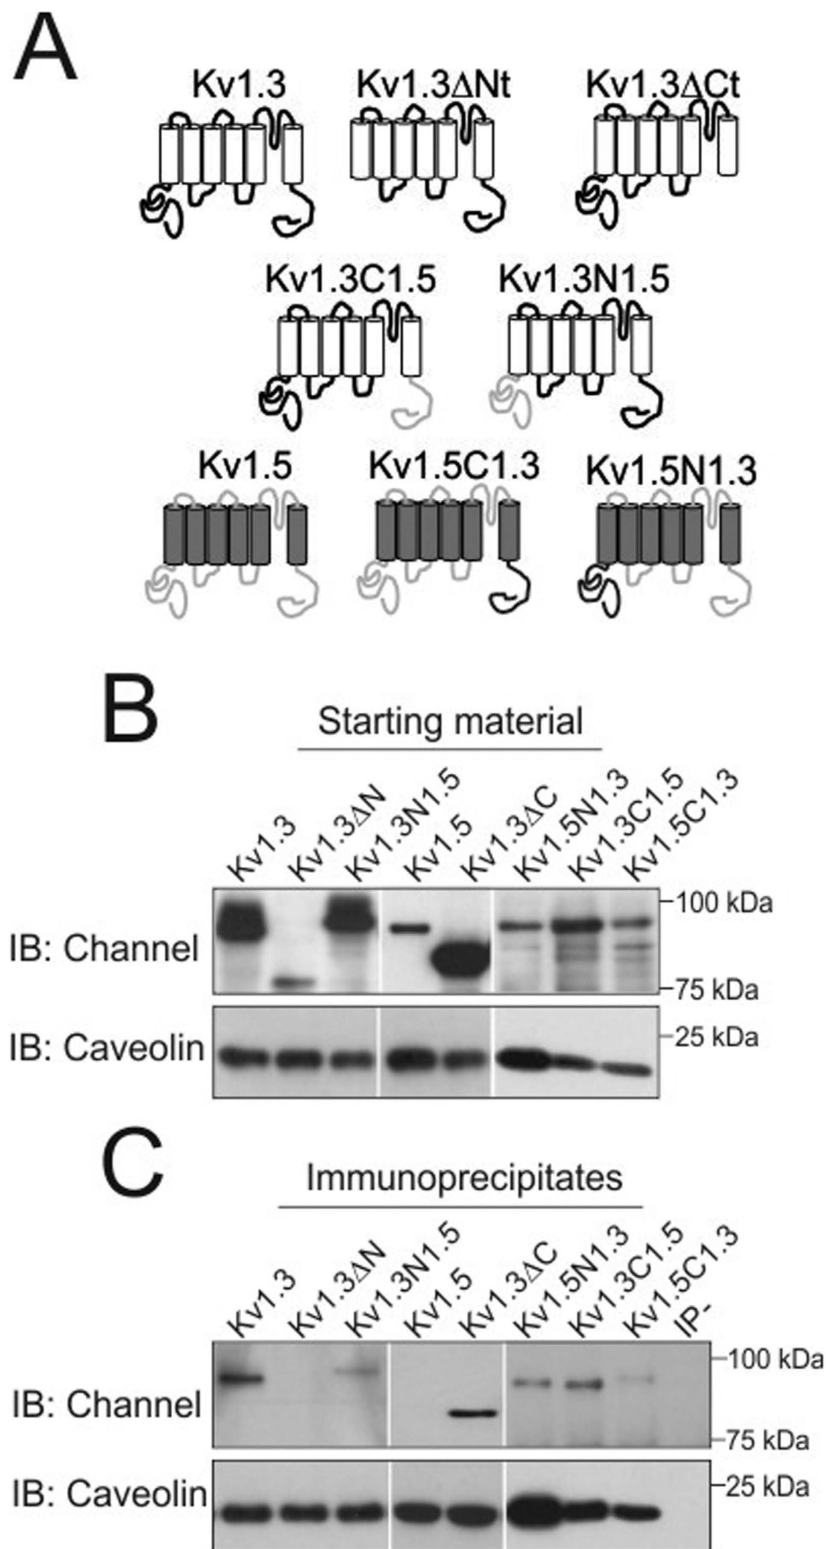 A
Kv1.3 Kv1.3ΔNt Kv1.3ΔCt
Kv1.3C1.5 Kv1.3N1.5
Kv1.5 Kv1.5C1.3 Kv1.5N1.3
B
Starting material
Kv1.3 Kv1.3ΔN Kv1.3N1.5 Kv1.5 Kv1.3ΔC Kv1.5N1.3 Kv1.3C1.5 Kv1.5C1.3
100 kDa
IB: Channel
75 kDa
25 kDa
IB: Caveolin
C
Immunoprecipitates
Kv1.3 Kv1.3ΔN Kv1.3N1.5 Kv1.5 Kv1.3ΔC Kv1.5N1.3 Kv1.3C1.5 Kv1.5C1.3 IP-
100 kDa
IB: Channel
75 kDa
25 kDa
IB: Caveolin